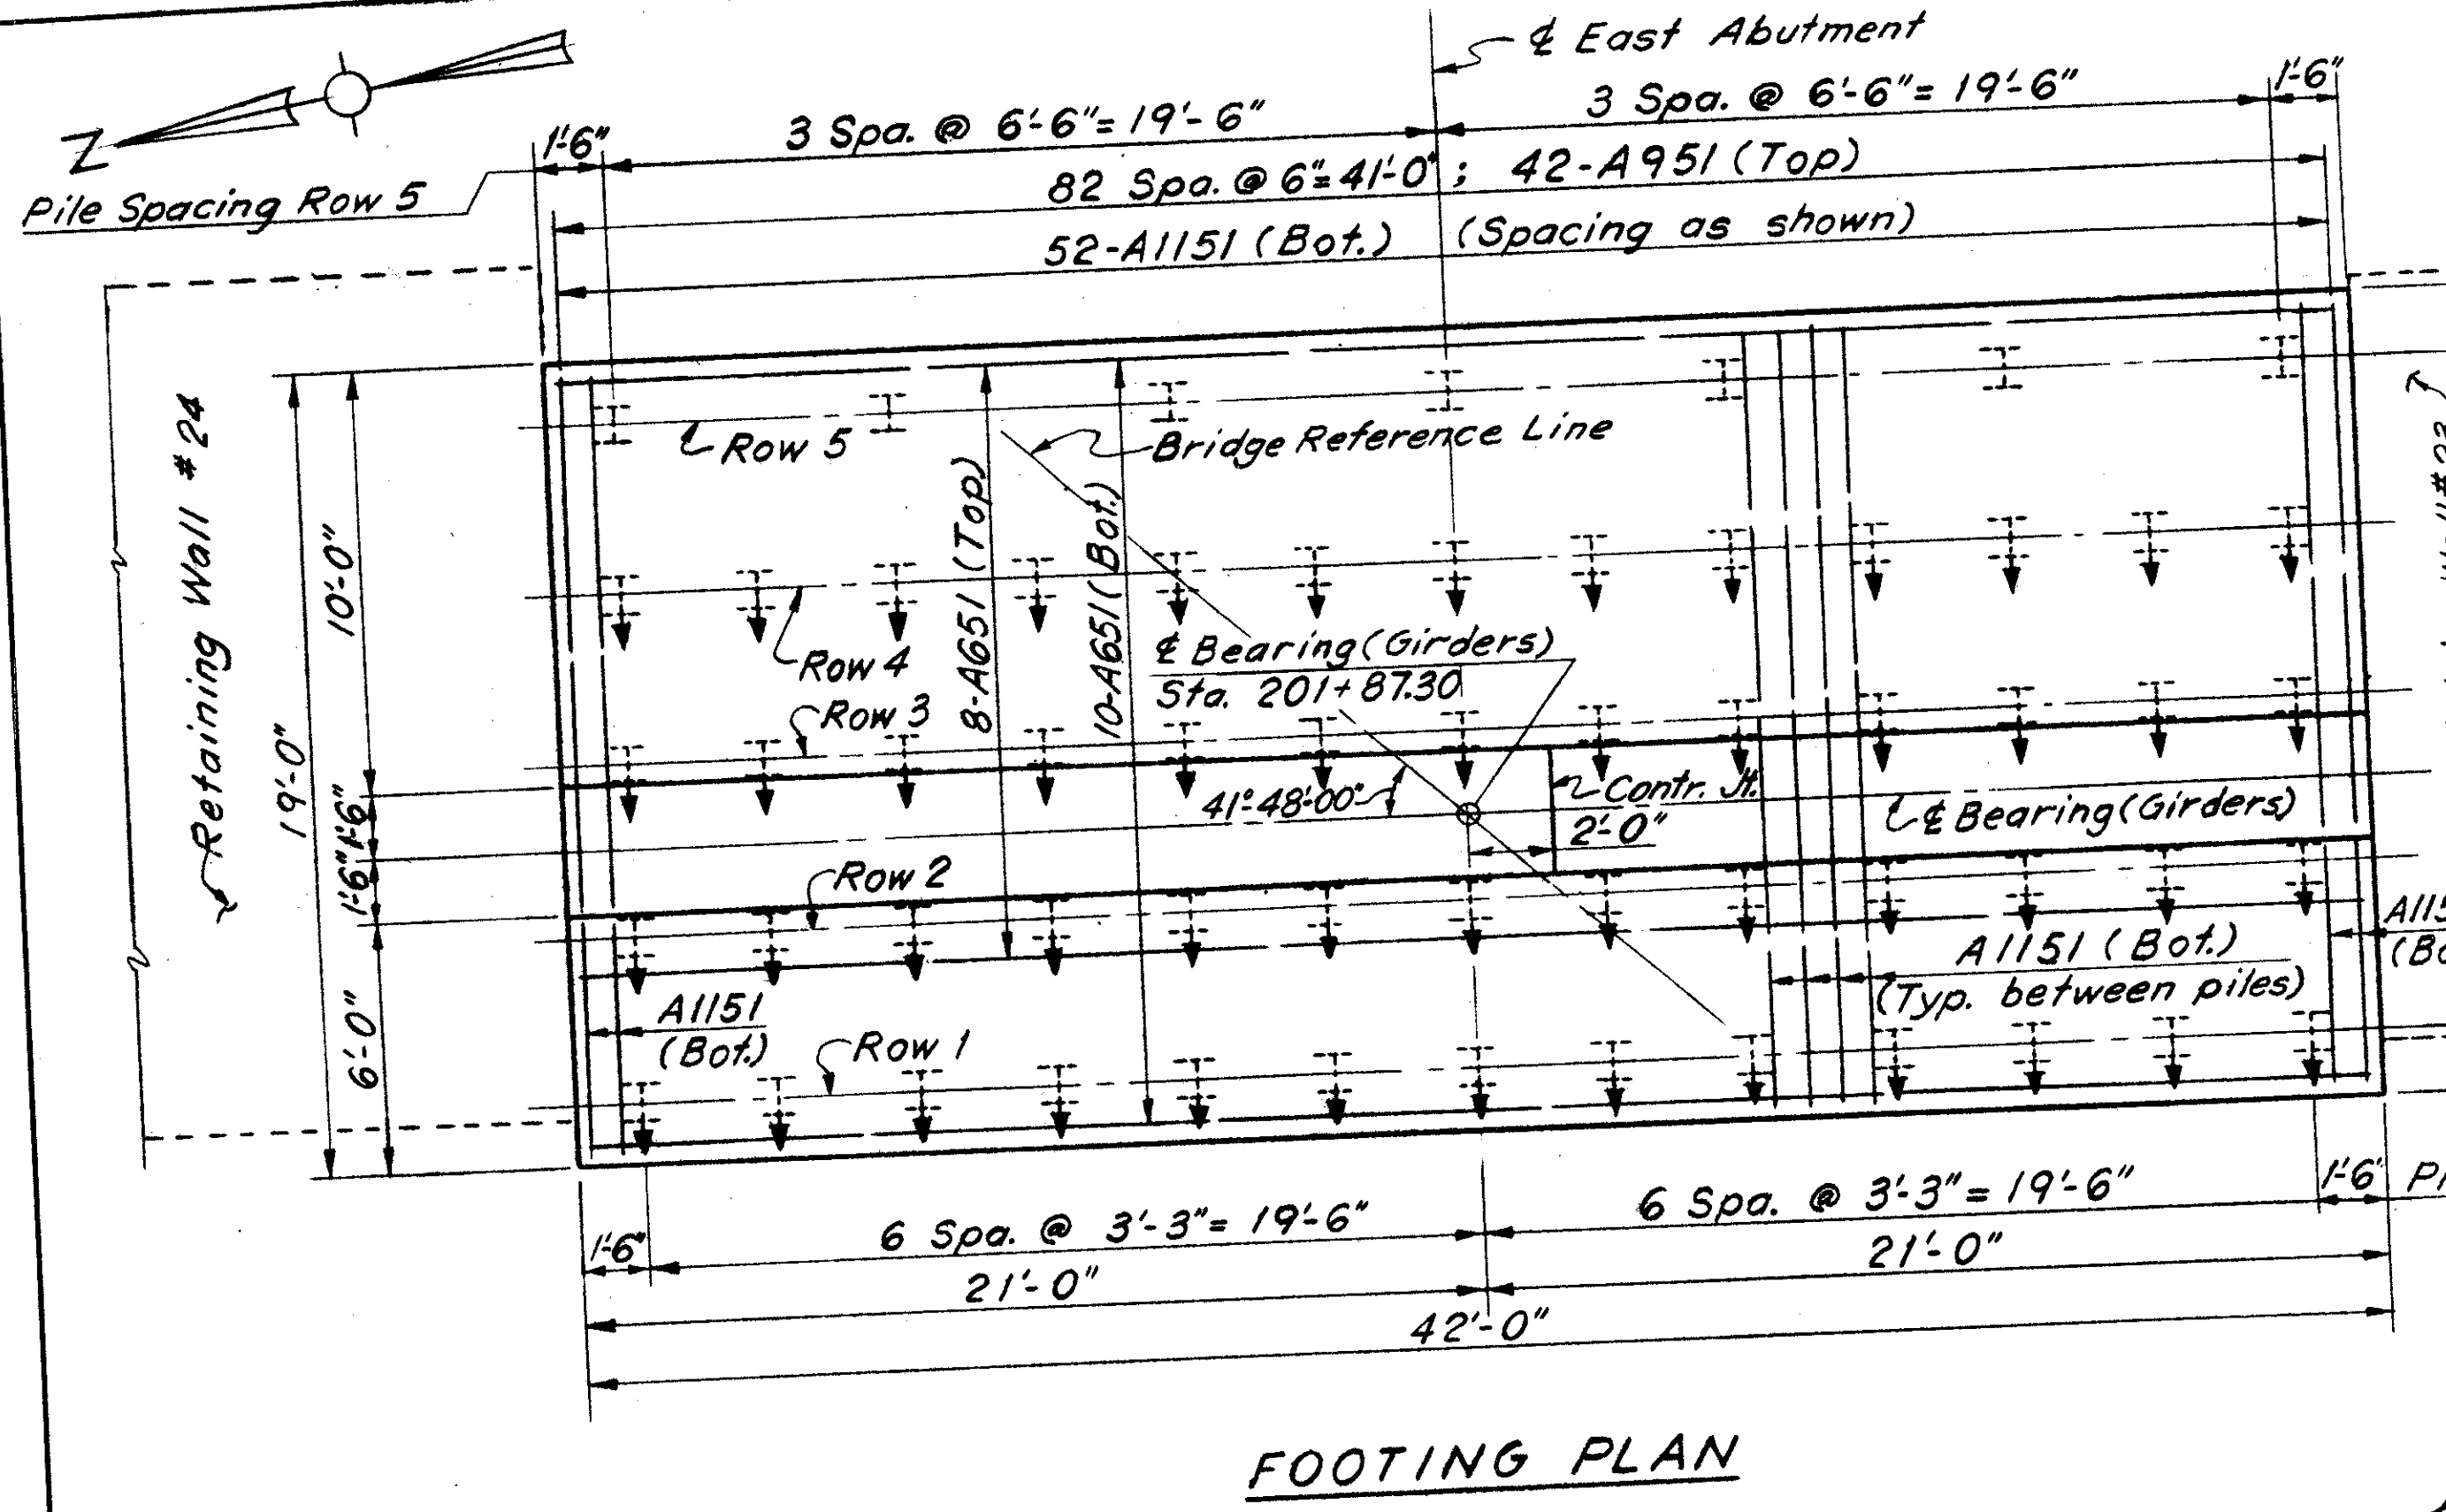 ℄ East Abutment
3 Spa. @ 6'-6"= 19'-6"
1'-6"
Z
1'-6"
3 Spa. @ 6'-6"= 19'-6"
82 Spa. @ 6"= 41'-0"; 42-A951 (Top)
Pile Spacing Row 5
52-A1151 (Bot.) (Spacing as shown)
Retaining Wall #24
19'-0"
10'-0"
1'-6"
1'-6"
6'-0"
℄ Row 5
Bridge Reference Line
8-A651 (Top)
10-A651 (Bot.)
Row 4
℄ Bearing (Girders)
Sta. 201+87.30
Row 3
41°-48'-00"
Contr. Jt.
2'-0"
℄ Bearing (Girders)
Row 2
A1151
(Bot.)
A1151 (Bot.)
(Typ. between piles)
Row 1
6 Spa. @ 3'-3"= 19'-6"
1'-6"
1'-6"
6 Spa. @ 3'-3"= 19'-6"
21'-0"
21'-0"
42'-0"
FOOTING PLAN